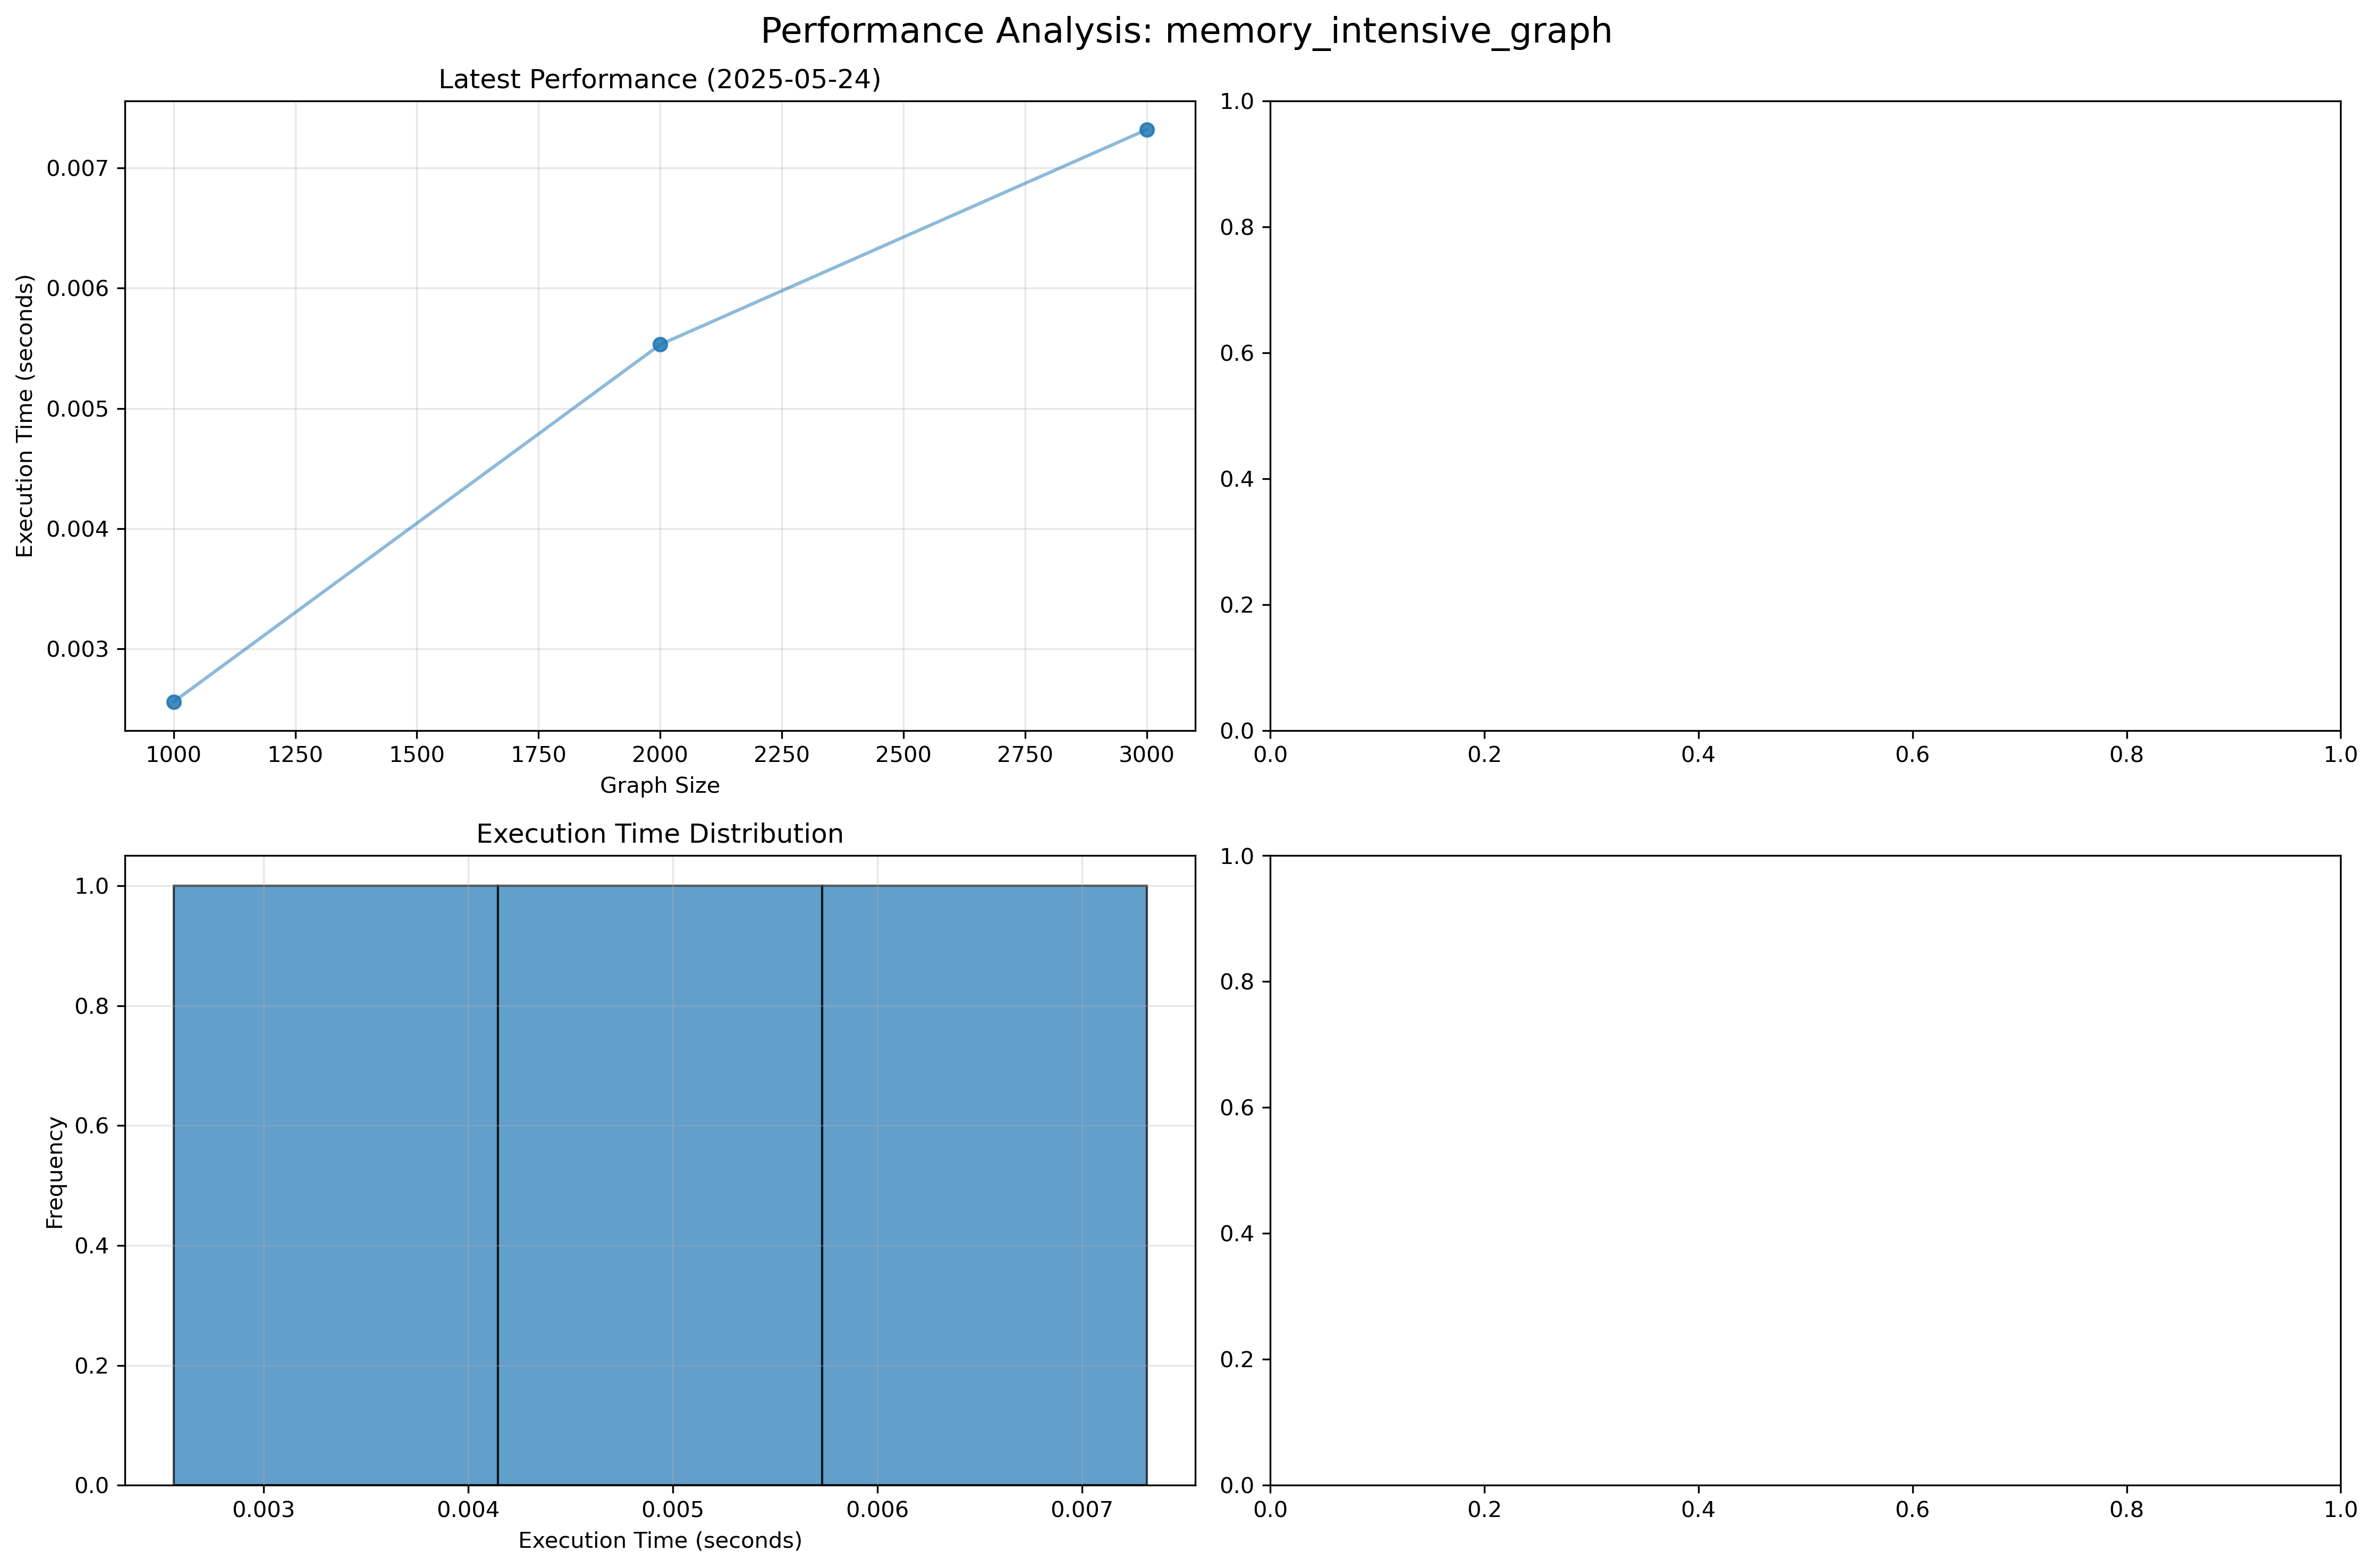 Performance Analysis: memory_intensive_graph
Latest Performance (2025-05-24)
Execution Time (seconds)
0.007
0.006
0.005
0.004
0.003
1000 1250 1500 1750 2000 2250 2500 2750 3000
Graph Size
1.0
0.8
0.6
0.4
0.2
0.0
0.0 0.2 0.4 0.6 0.8 1.0
Execution Time Distribution
Frequency
1.0
0.8
0.6
0.4
0.2
0.0
0.003 0.004 0.005 0.006 0.007
Execution Time (seconds)
1.0
0.8
0.6
0.4
0.2
0.0
0.0 0.2 0.4 0.6 0.8 1.0